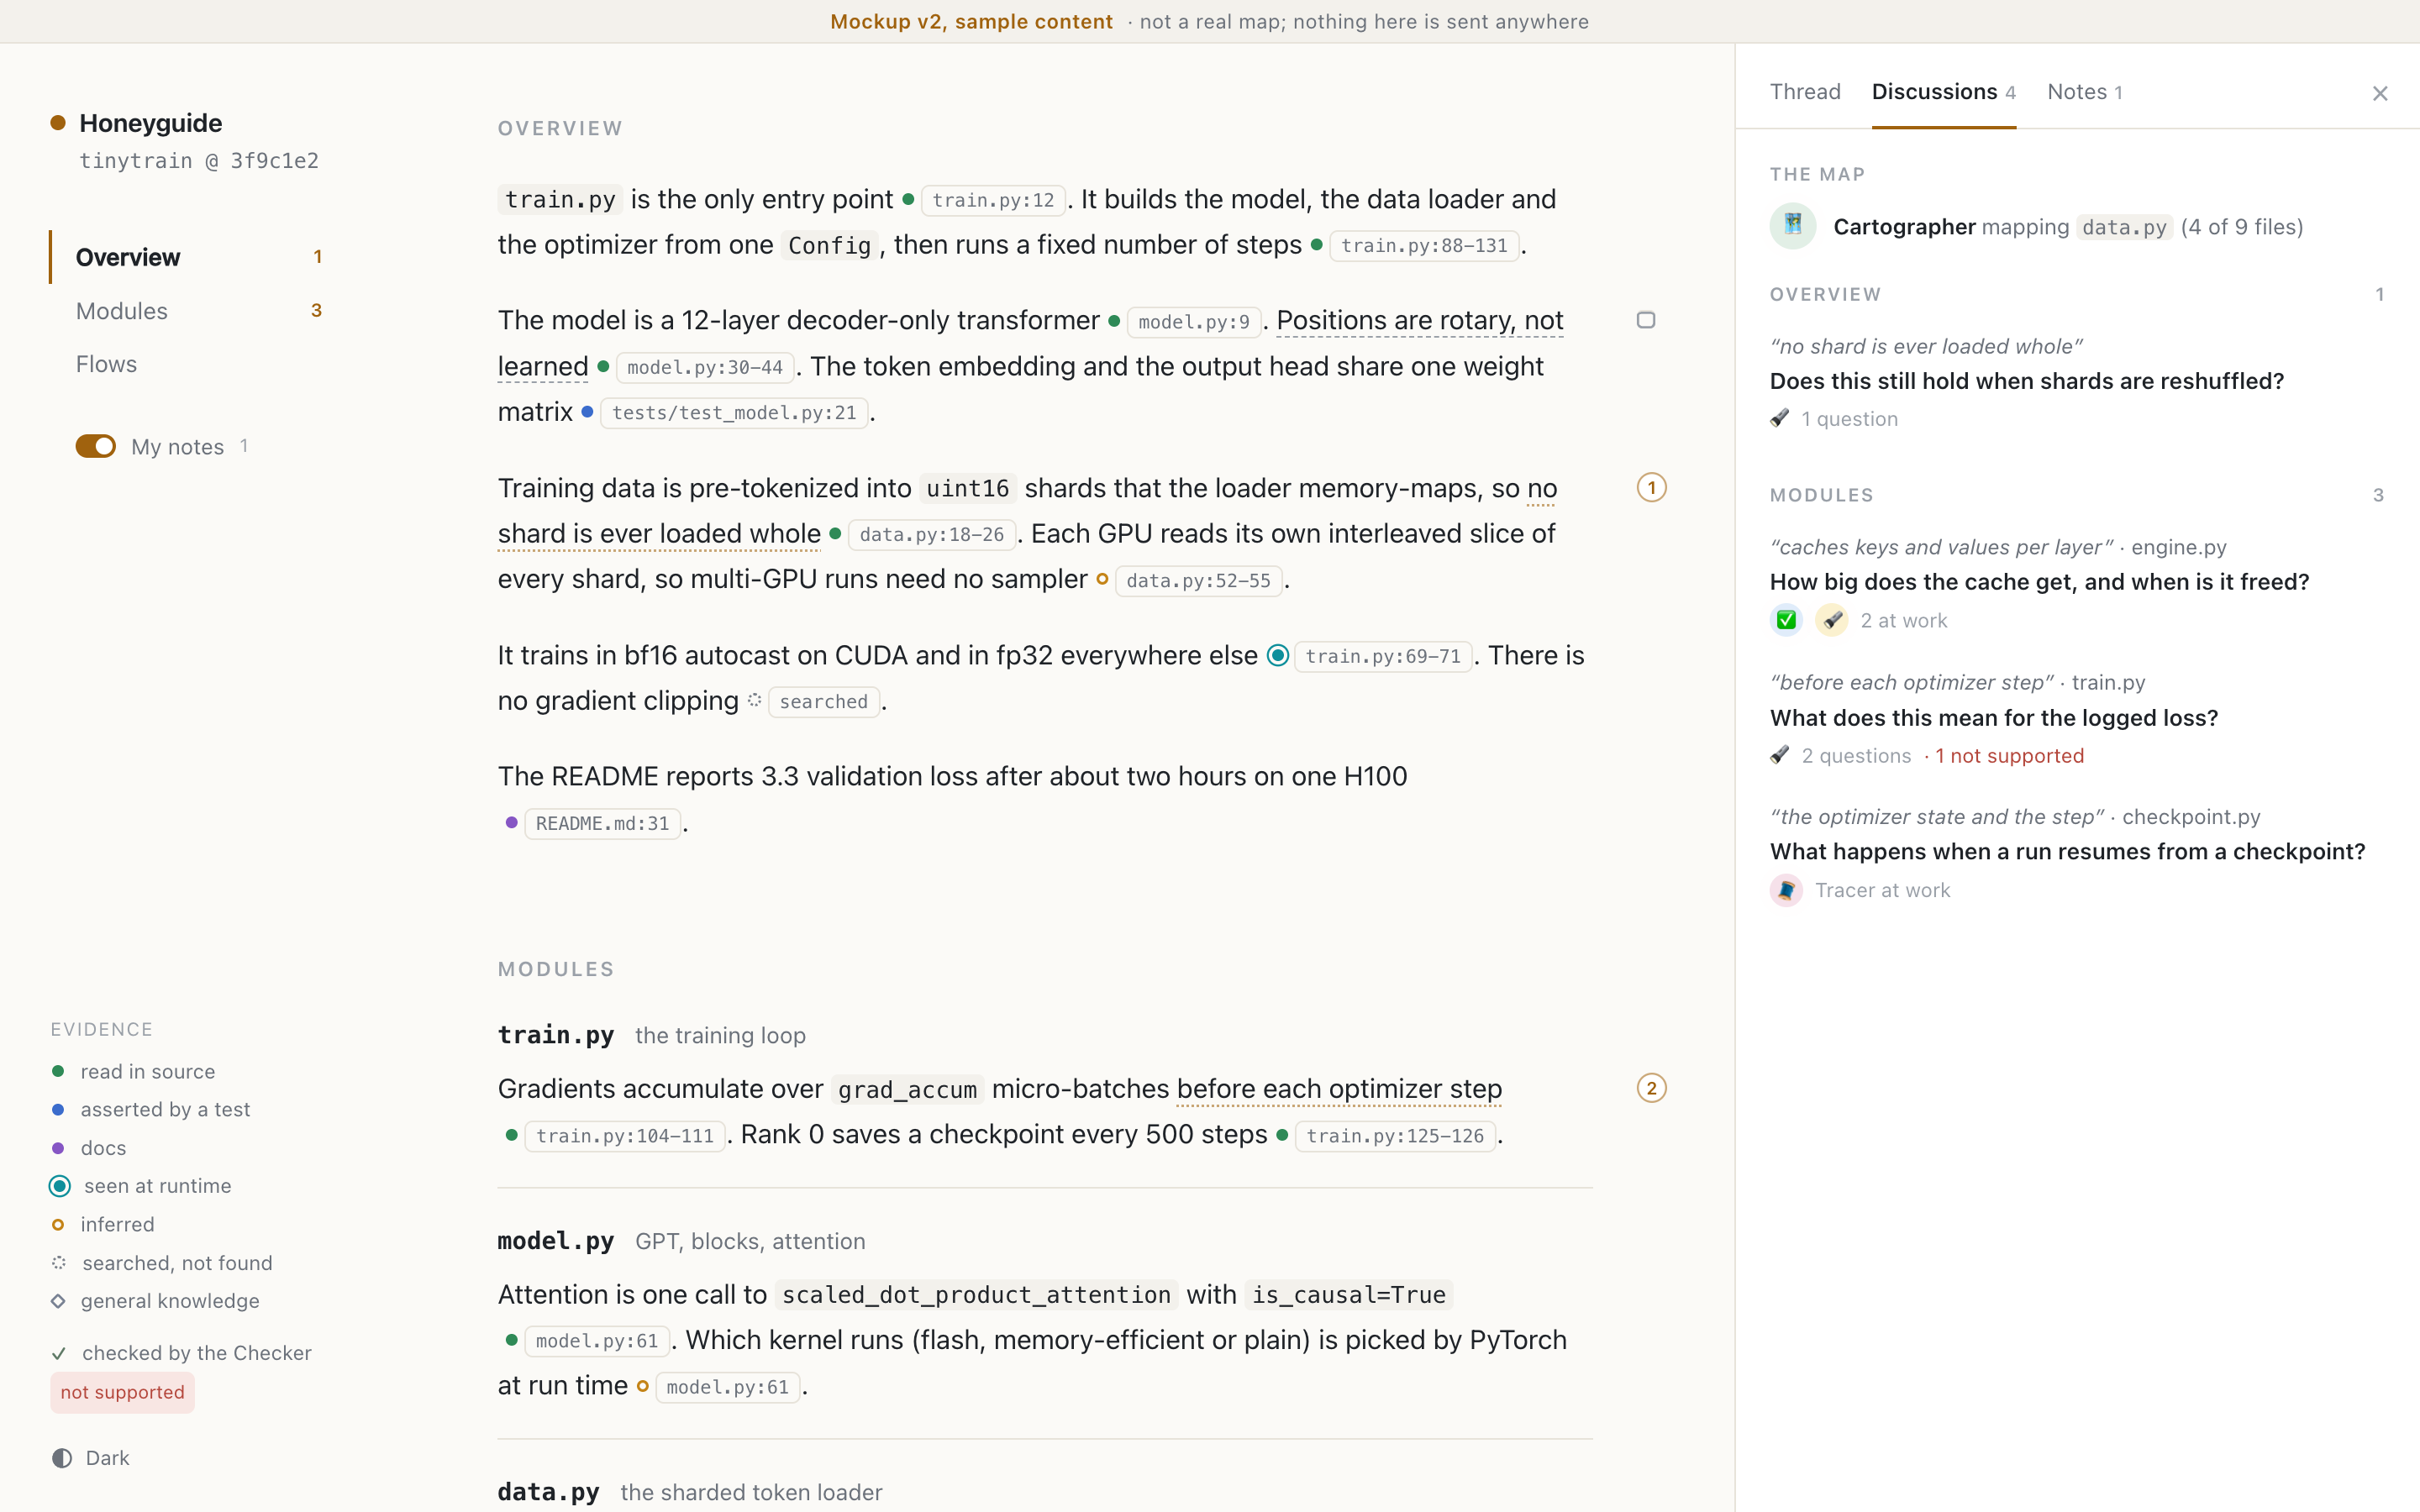 Mockup v2, sample content · not a real map; nothing here is sent anywhere
Honeyguide
tinytrain @ 3f9c1e2
Overview 1
Modules 3
Flows
My notes 1
EVIDENCE
read in source
asserted by a test
docs
seen at runtime
inferred
searched, not found
general knowledge
✓ checked by the Checker
not supported
Dark
OVERVIEW
train.py is the only entry point train.py:12. It builds the model, the data loader and
the optimizer from one Config, then runs a fixed number of steps train.py:88–131.
The model is a 12-layer decoder-only transformer model.py:9. Positions are rotary, not
learned model.py:30–44. The token embedding and the output head share one weight
matrix tests/test_model.py:21.
Training data is pre-tokenized into uint16 shards that the loader memory-maps, so no 1
shard is ever loaded whole data.py:18–26. Each GPU reads its own interleaved slice of
every shard, so multi-GPU runs need no sampler data.py:52–55.
It trains in bf16 autocast on CUDA and in fp32 everywhere else train.py:69–71. There is
no gradient clipping searched.
The README reports 3.3 validation loss after about two hours on one H100
README.md:31.
MODULES
train.py the training loop
Gradients accumulate over grad_accum micro-batches before each optimizer step 2
train.py:104–111. Rank 0 saves a checkpoint every 500 steps train.py:125–126.
model.py GPT, blocks, attention
Attention is one call to scaled_dot_product_attention with is_causal=True
model.py:61. Which kernel runs (flash, memory-efficient or plain) is picked by PyTorch
at run time model.py:61.
data.py the sharded token loader
Thread Discussions 4 Notes 1 ×
THE MAP
Cartographer mapping data.py (4 of 9 files)
OVERVIEW 1
“no shard is ever loaded whole”
Does this still hold when shards are reshuffled?
1 question
MODULES 3
“caches keys and values per layer” · engine.py
How big does the cache get, and when is it freed?
2 at work
“before each optimizer step” · train.py
What does this mean for the logged loss?
2 questions · 1 not supported
“the optimizer state and the step” · checkpoint.py
What happens when a run resumes from a checkpoint?
Tracer at work